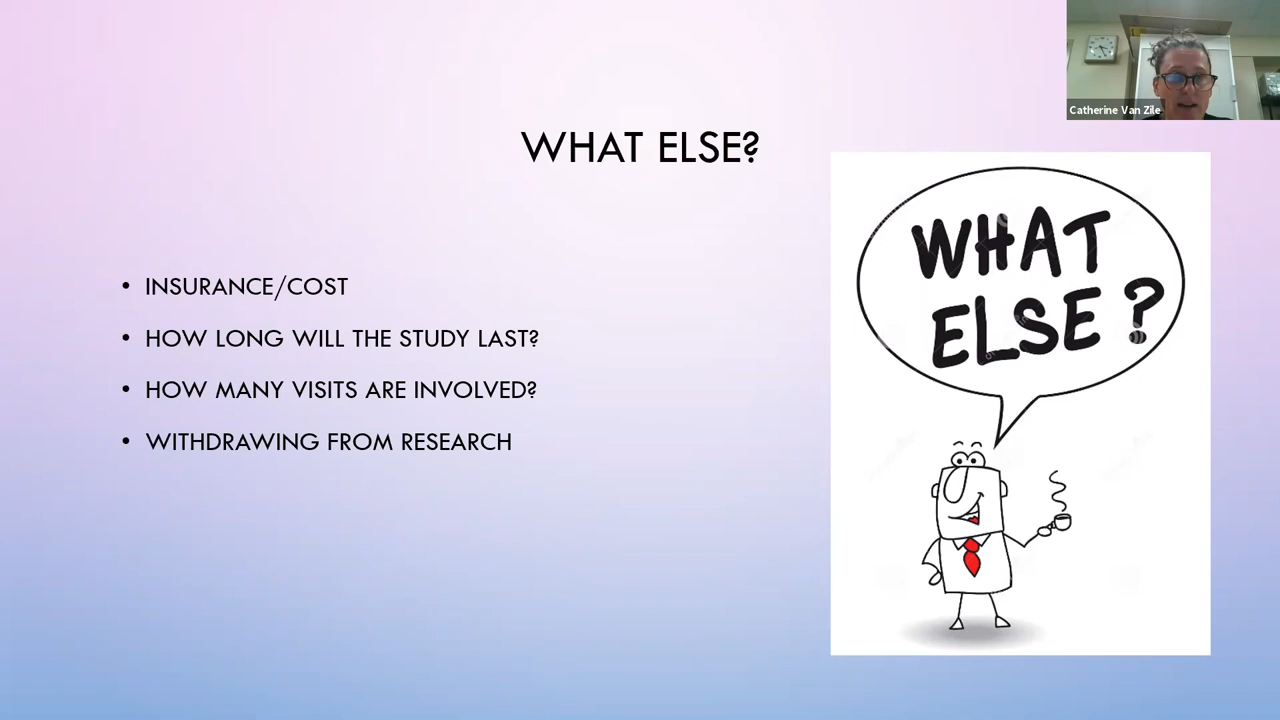 Catherine Van Zile
WHAT ELSE?
• INSURANCE/COST
• HOW LONG WILL THE STUDY LAST?
• HOW MANY VISITS ARE INVOLVED?
• WITHDRAWING FROM RESEARCH
WHAT
ELSE?